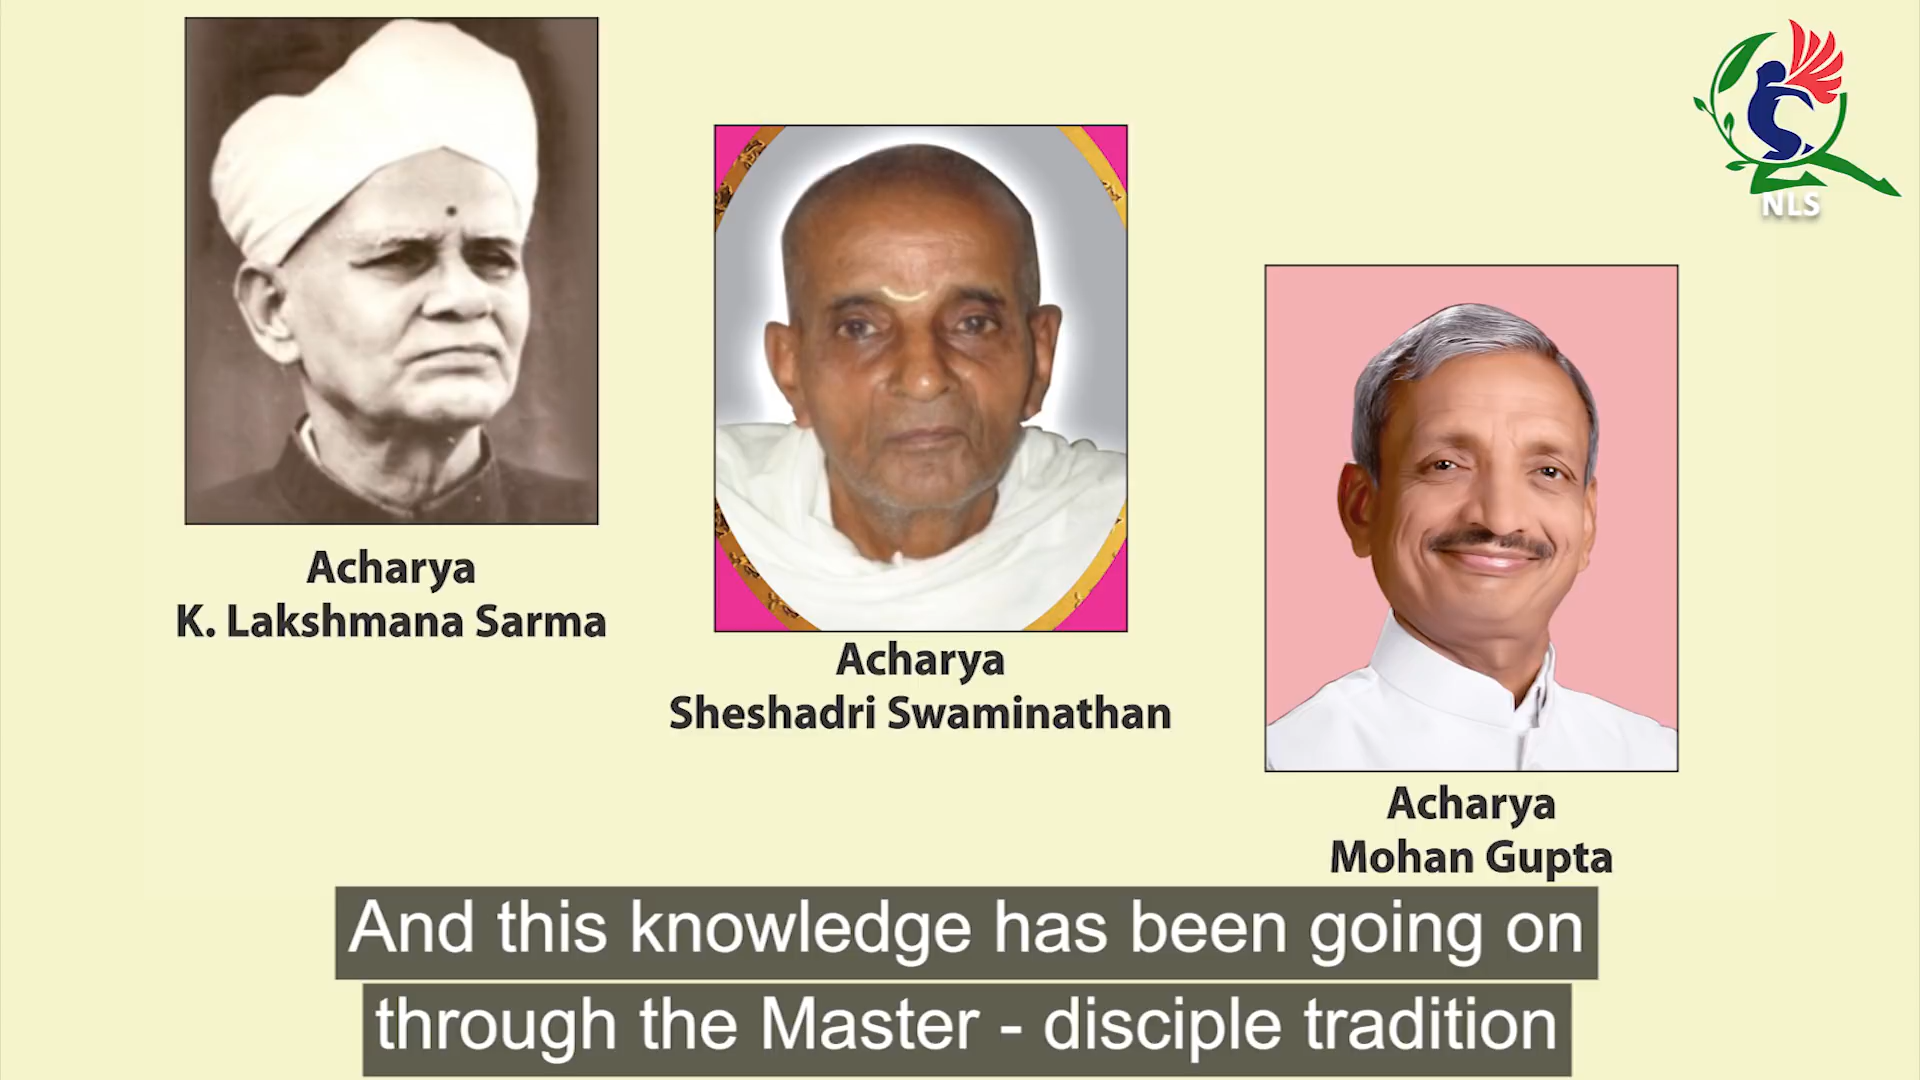 NLS
Acharya
K. Lakshmana Sarma
Acharya
Sheshadri Swaminathan
Acharya
Mohan Gupta
And this knowledge has been going on
through the Master - disciple tradition